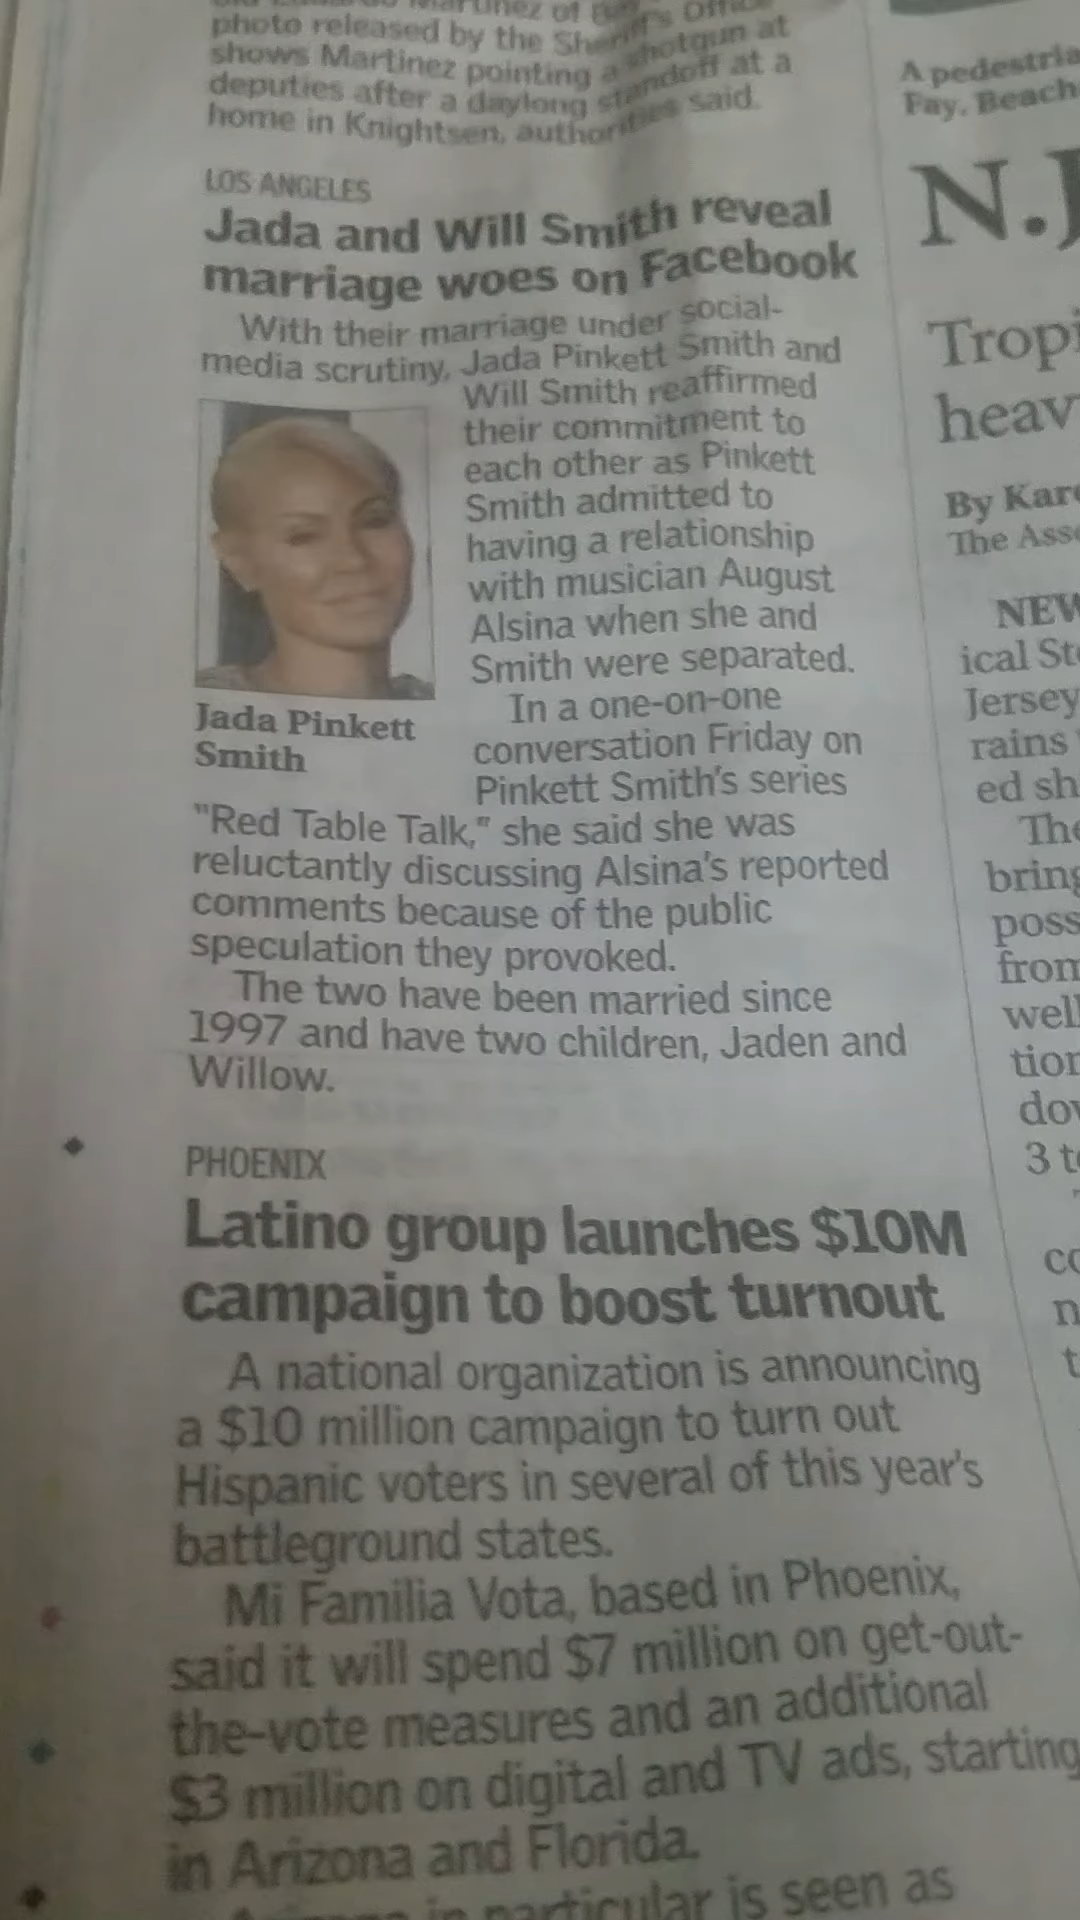 photo released by the Sheriff's Office
shows Martinez pointing a shotgun at
deputies after a daylong standoff at a
home in Knightsen, authorities said.
LOS ANGELES
Jada and Will Smith reveal
marriage woes on Facebook
With their marriage under social-
media scrutiny, Jada Pinkett Smith and
Will Smith reaffirmed
their commitment to
each other as Pinkett
Smith admitted to
having a relationship
with musician August
Alsina when she and
Smith were separated.
In a one-on-one
conversation Friday on
Pinkett Smith's series
Jada Pinkett
Smith
"Red Table Talk," she said she was
reluctantly discussing Alsina's reported
comments because of the public
speculation they provoked.
The two have been married since
1997 and have two children, Jaden and
Willow.
PHOENIX
Latino group launches $10M
campaign to boost turnout
A national organization is announcing
a $10 million campaign to turn out
Hispanic voters in several of this year's
battleground states.
Mi Familia Vota, based in Phoenix,
said it will spend $7 million on get-out-
the-vote measures and an additional
$3 million on digital and TV ads, starting
in Arizona and Florida.
in particular is seen as
A pedestria
Fay, Beach
N.J
Tropi
heav
By Kare
The Asso
NEW
ical Sto
Jersey
rains
ed sh
The
bring
poss
from
well
tion
dow
3 to
co
n
t